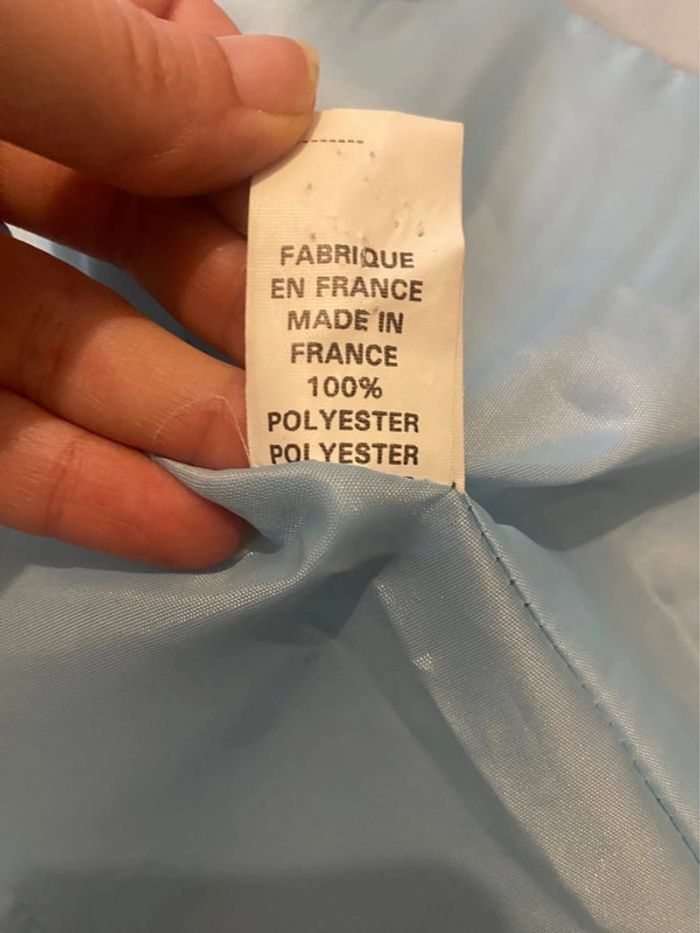 FABRIQUE
EN FRANCE
MADE IN
FRANCE
100%
POLYESTER
POLYESTER